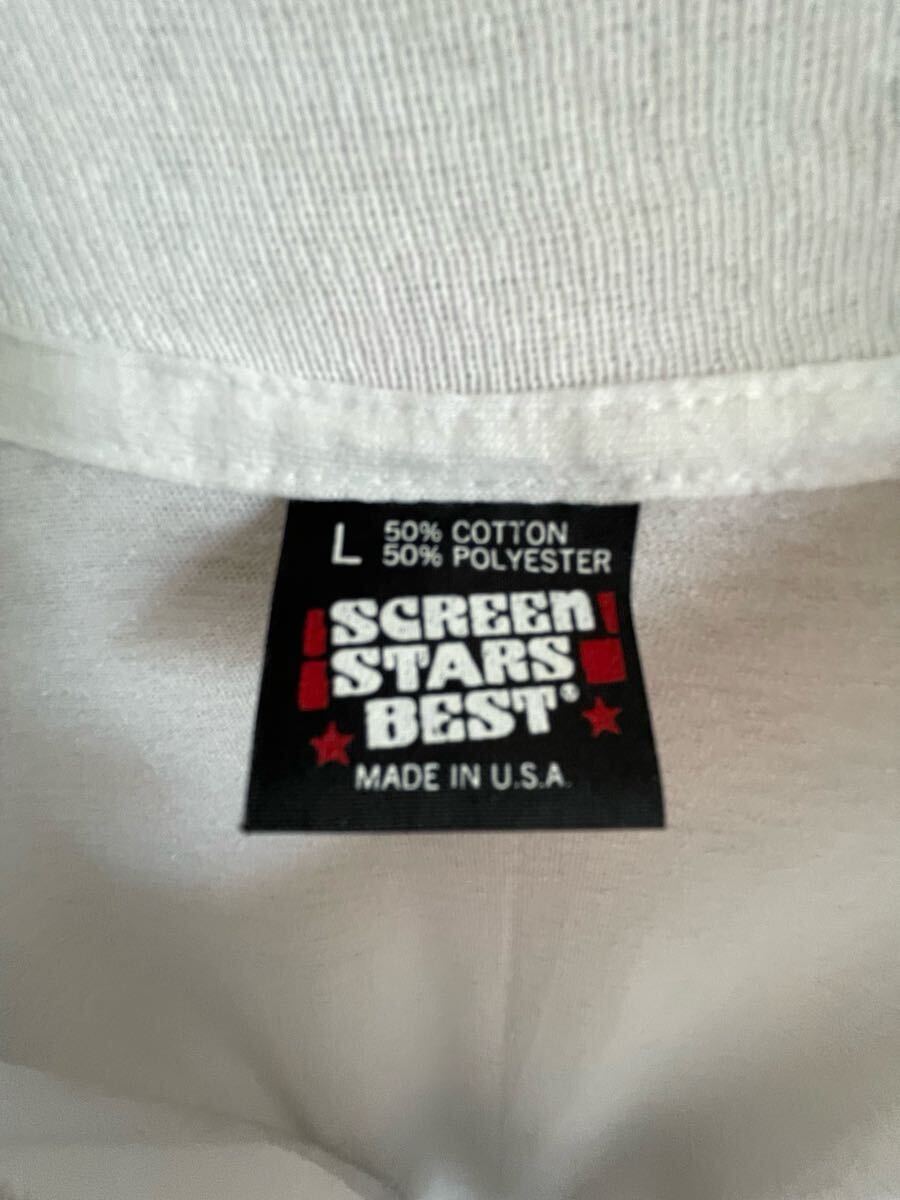 L 50% COTTON
50% POLYESTER
SCREEN
STARS
BEST®
MADE IN U.S.A.